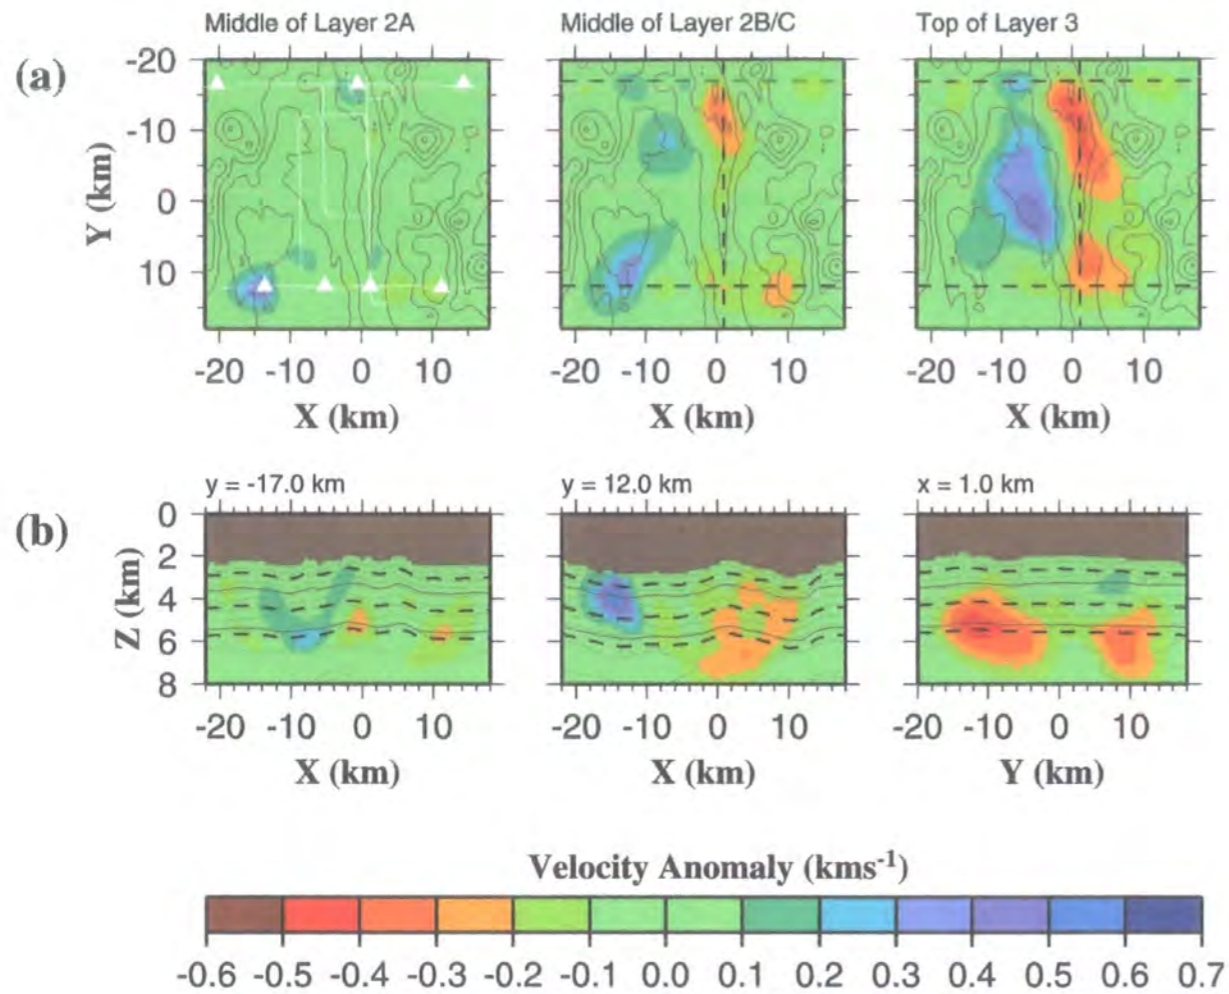 Middle of Layer 2A Middle of Layer 2B/C Top of Layer 3
(a)
-20
-10
0
10
Y (km)
-20 -10 0 10 -20 -10 0 10 -20 -10 0 10
X (km) X (km) X (km)
y = -17.0 km y = 12.0 km x = 1.0 km
(b)
0
2
4
6
8
Z (km)
-20 -10 0 10 -20 -10 0 10 -20 -10 0 10
X (km) X (km) Y (km)
Velocity Anomaly (kms-1)
-0.6 -0.5 -0.4 -0.3 -0.2 -0.1 0.0 0.1 0.2 0.3 0.4 0.5 0.6 0.7